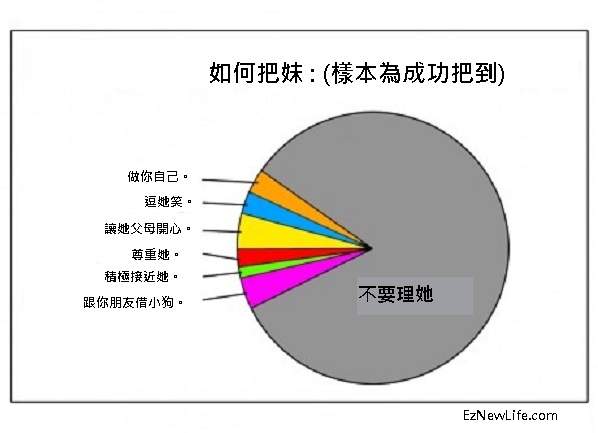 如何把妹 : (樣本為成功把到)
做你自己。
逗她笑。
讓她父母開心。
尊重她。
積極接近她。
跟你朋友借小狗。
不要理她
EzNewLife.com